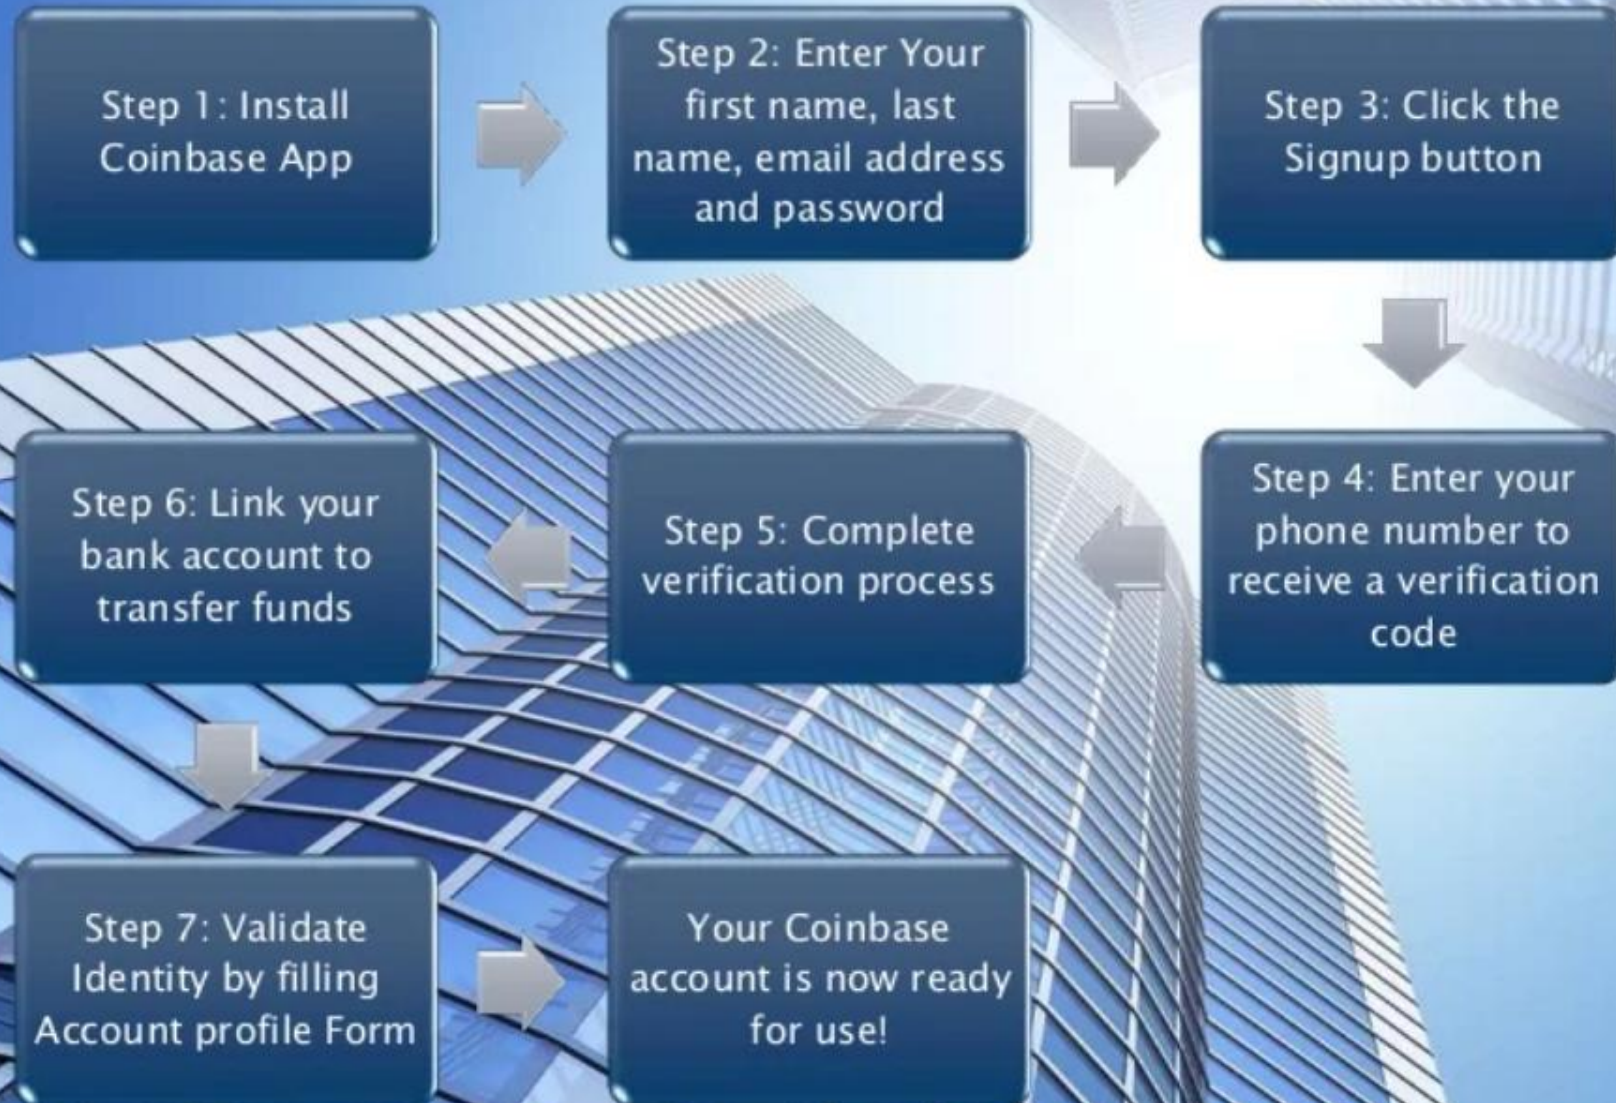 Step 1: Install
Coinbase App
Step 2: Enter Your
first name, last
name, email address
and password
Step 3: Click the
Signup button
Step 4: Enter your
phone number to
receive a verification
code
Step 5: Complete
verification process
Step 6: Link your
bank account to
transfer funds
Step 7: Validate
Identity by filling
Account profile Form
Your Coinbase
account is now ready
for use!